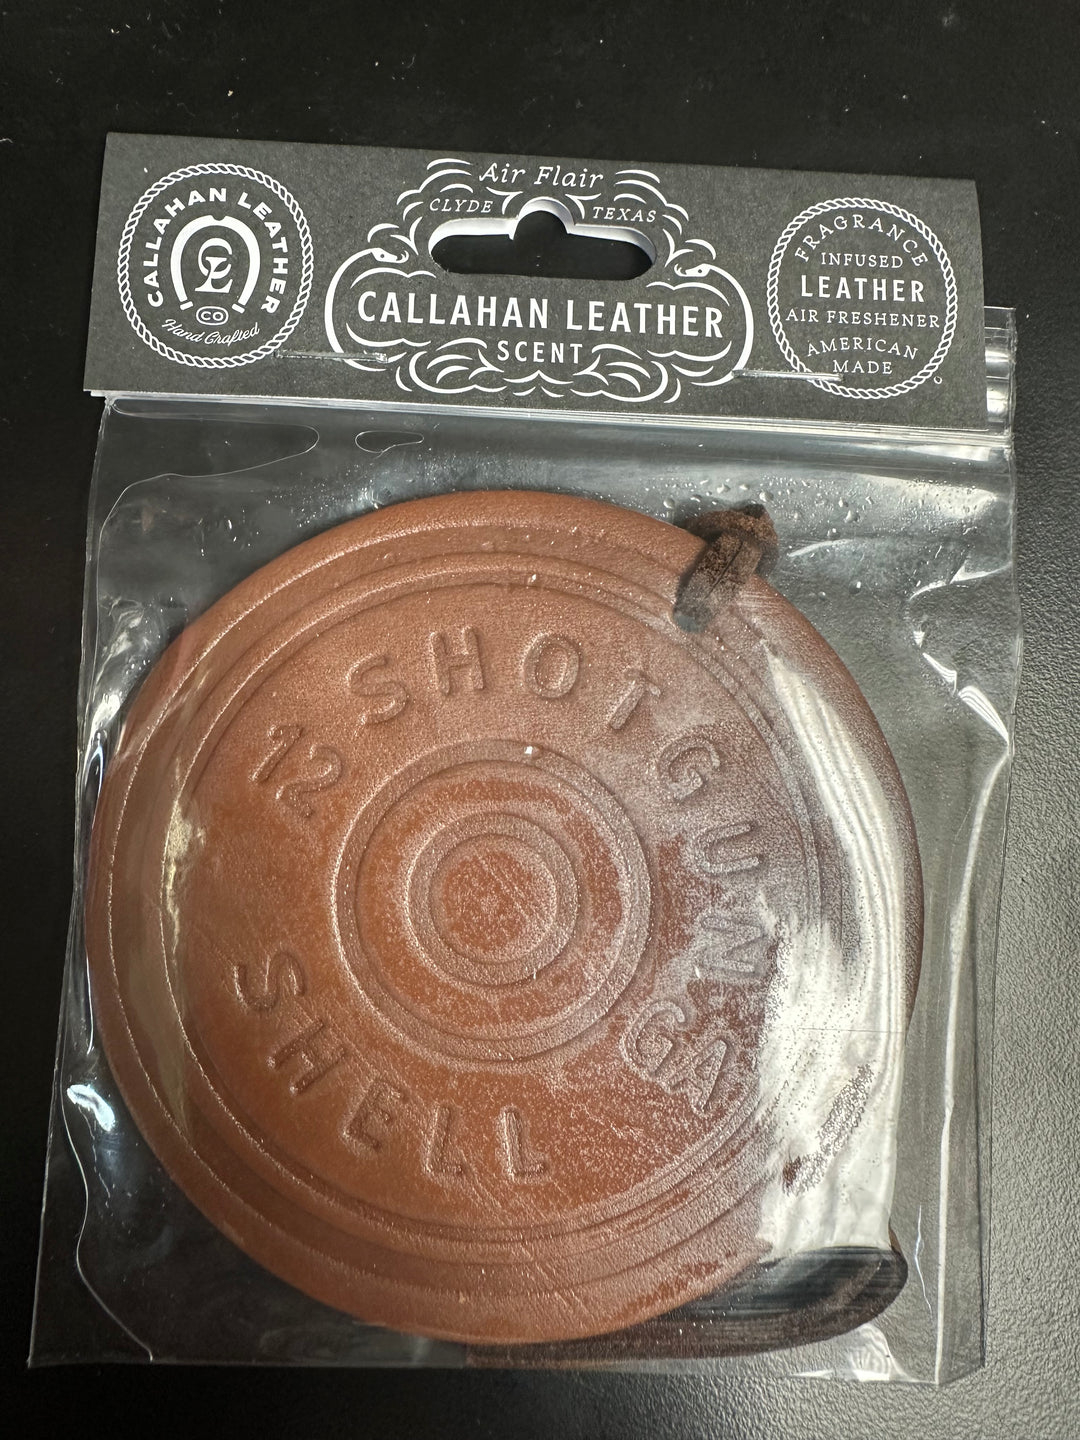 CALLAHAN LEATHER
CL
CO
Hand Crafted
Air Flair
CLYDE TEXAS
CALLAHAN LEATHER
SCENT
FRAGRANCE
INFUSED
LEATHER
AIR FRESHENER
AMERICAN
MADE
12 SHOTGUN GA
SHELL